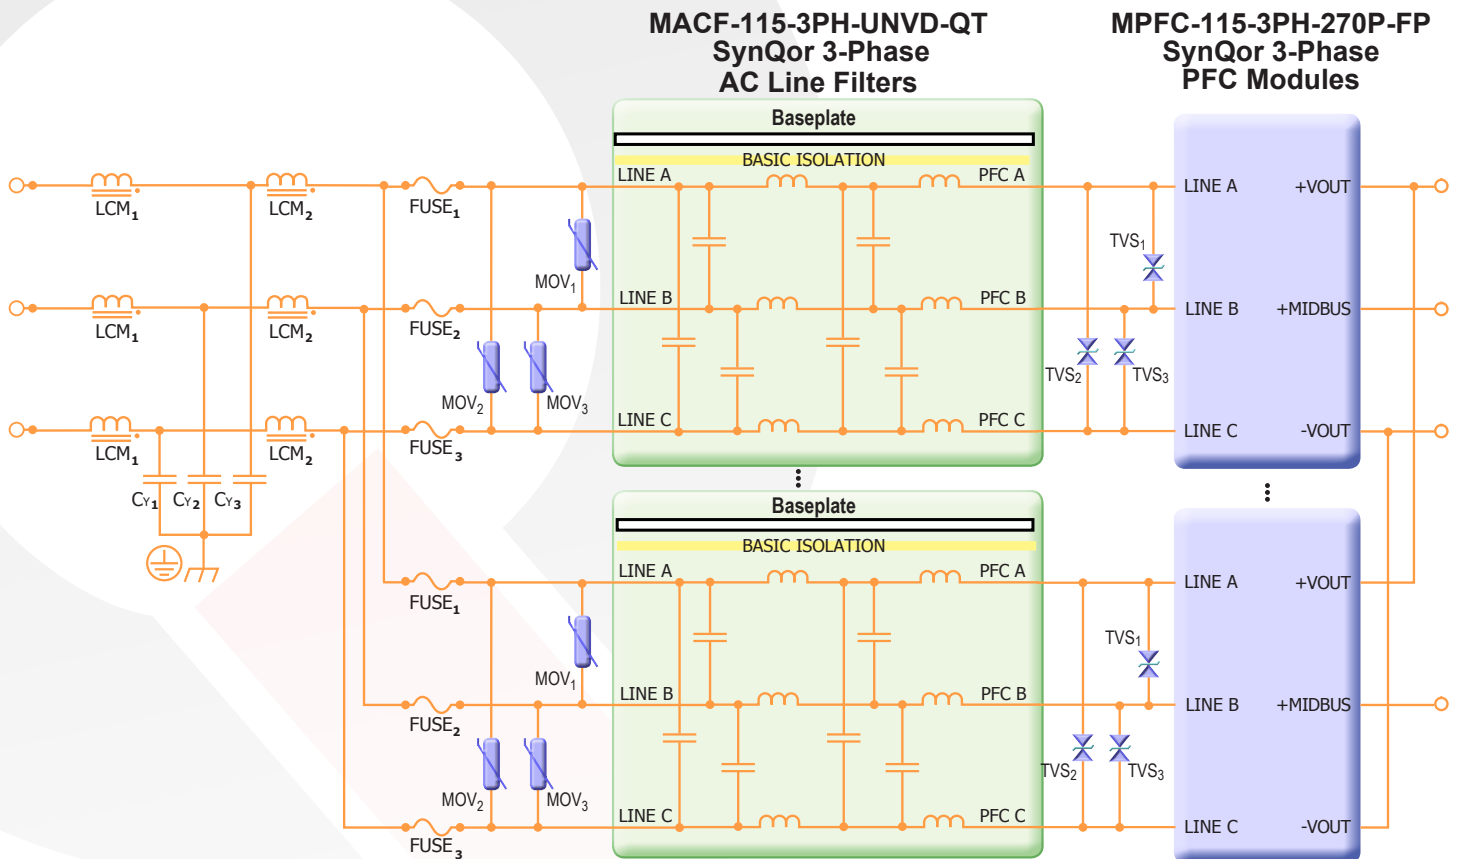 MACF-115-3PH-UNVD-QT
SynQor 3-Phase
AC Line Filters
MPFC-115-3PH-270P-FP
SynQor 3-Phase
PFC Modules
Baseplate
BASIC ISOLATION
LINE A
PFC A
LINE A
+VOUT
LCM1
LCM2
FUSE1
MOV1
TVS1
LINE B
PFC B
LINE B
+MIDBUS
LCM1
LCM2
FUSE2
MOV2
MOV3
TVS2
TVS3
LINE C
PFC C
LINE C
-VOUT
LCM1
LCM2
FUSE3
CY1
CY2
CY3
Baseplate
BASIC ISOLATION
LINE A
PFC A
LINE A
+VOUT
FUSE1
MOV1
TVS1
LINE B
PFC B
LINE B
+MIDBUS
FUSE2
MOV2
MOV3
TVS2
TVS3
LINE C
PFC C
LINE C
-VOUT
FUSE3